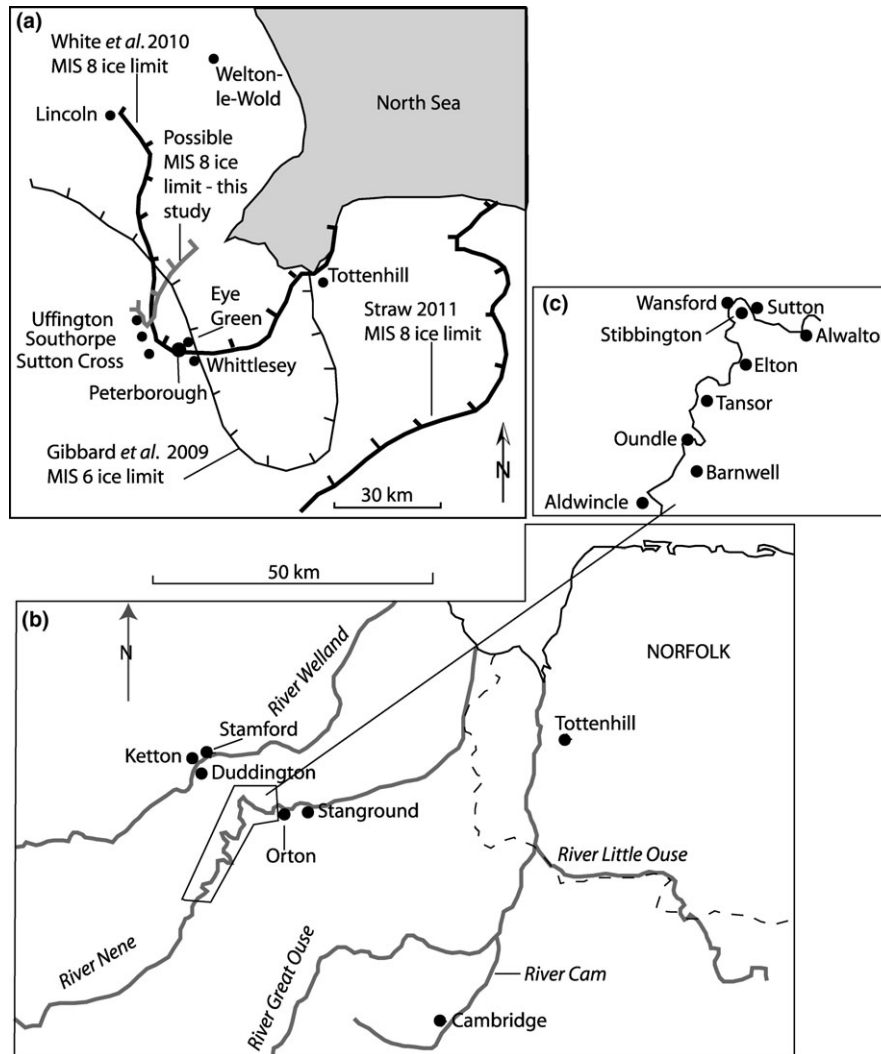 (a)
White et al. 2010
MIS 8 ice limit
Welton-
le-Wold
North Sea
Lincoln
Possible
MIS 8 ice
limit - this
study
Tottenhill
Eye
Green
Straw 2011
MIS 8 ice limit
Uffington
Southorpe
Sutton Cross
Whittlesey
Peterborough
Gibbard et al. 2009
MIS 6 ice limit
N
30 km
(c)
Wansford
Sutton
Stibbington
Alwalto
Elton
Tansor
Oundle
Barnwell
Aldwincle
50 km
(b)
N
River Welland
NORFOLK
Stamford
Tottenhill
Ketton
Duddington
Stanground
Orton
River Little Ouse
River Nene
River Great Ouse
River Cam
Cambridge